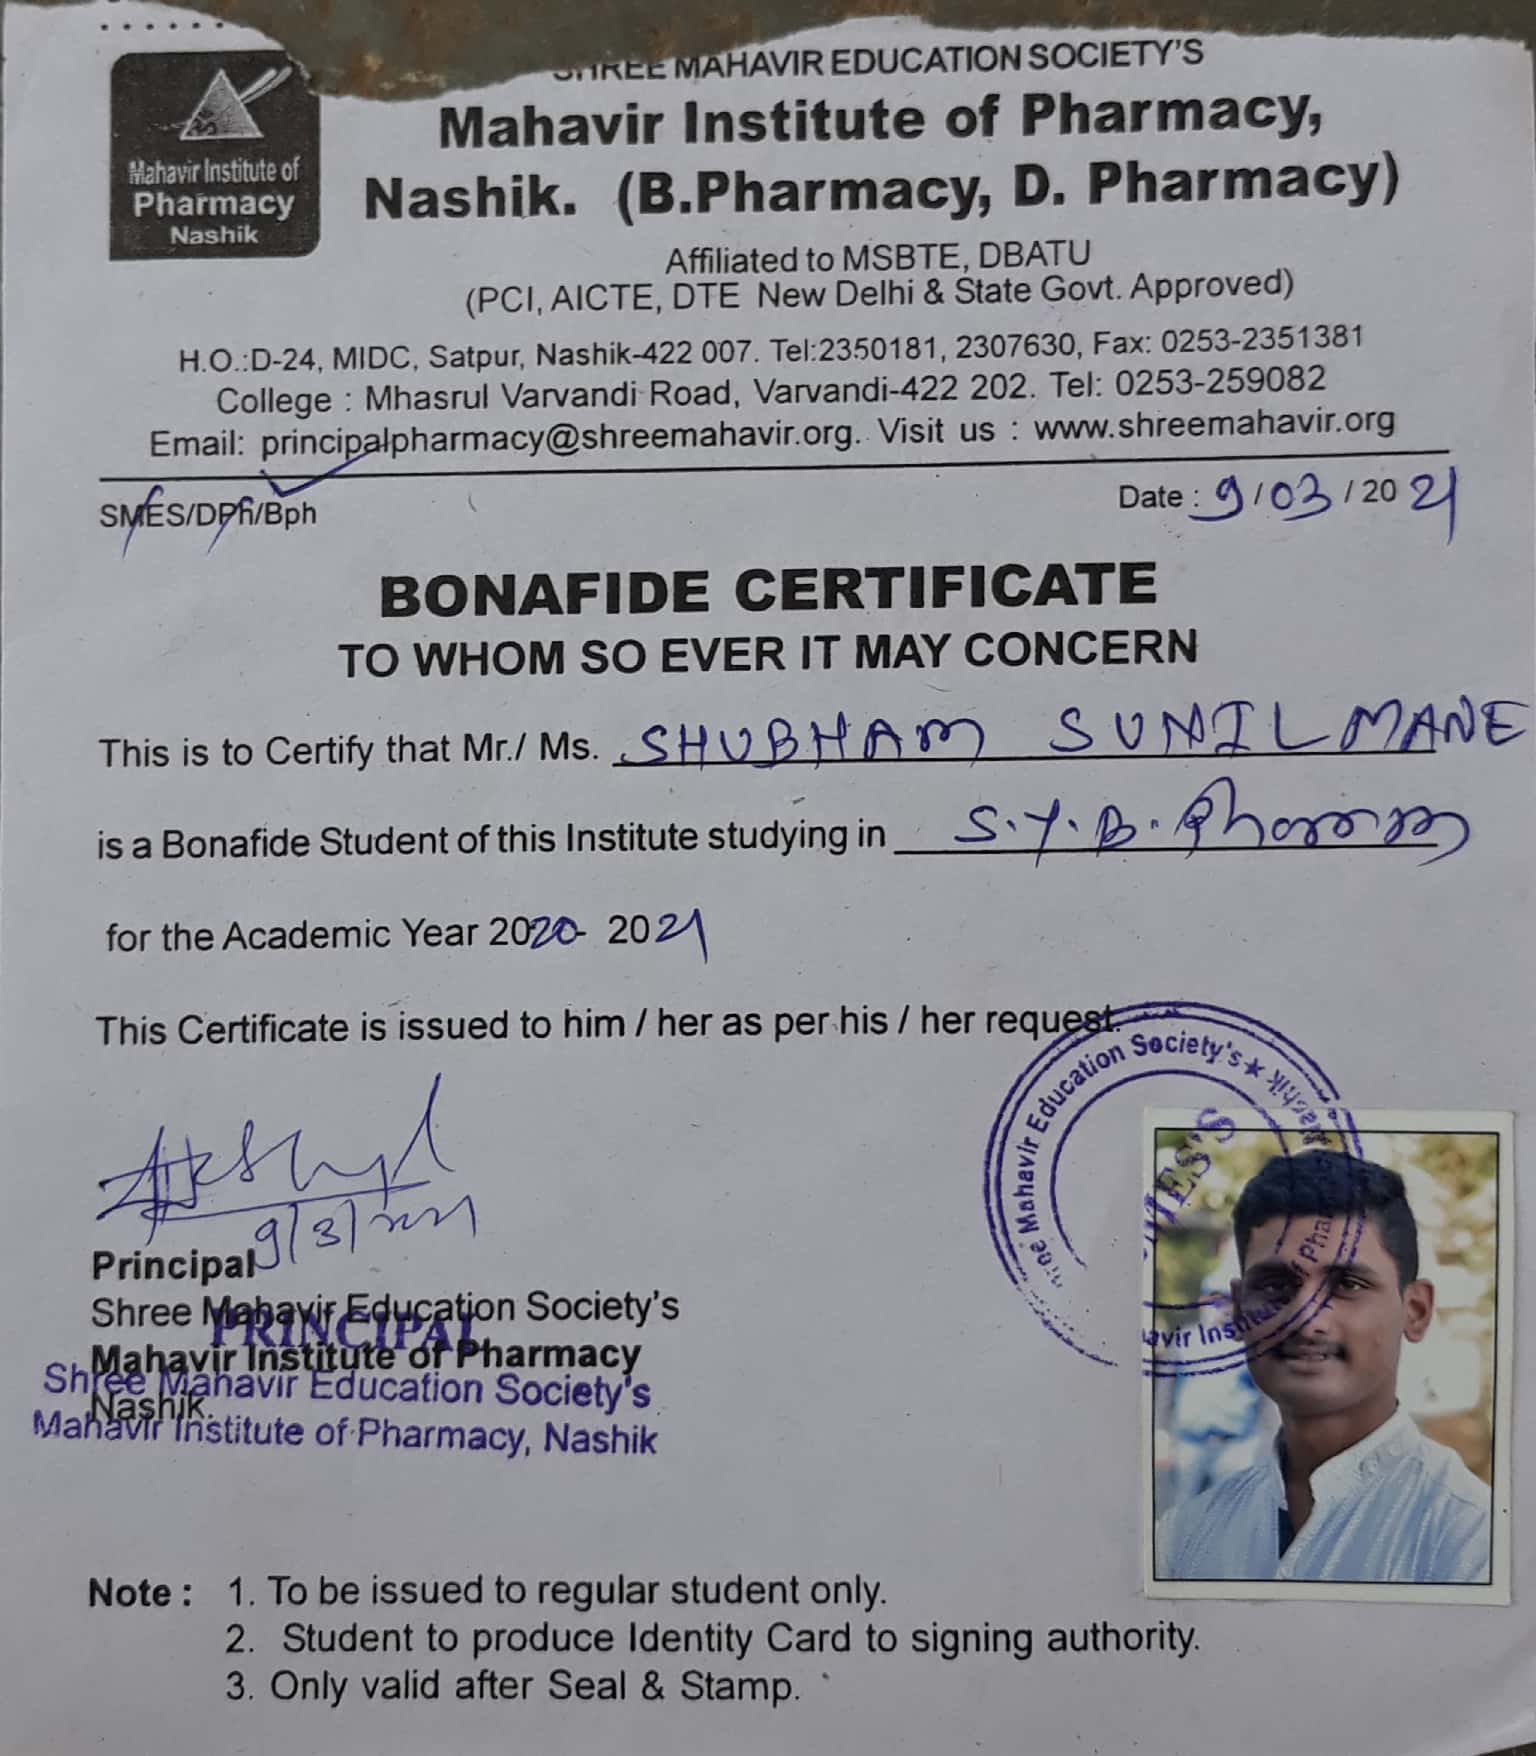 SHREE MAHAVIR EDUCATION SOCIETY'S
Mahavir Institute of Pharmacy,
Nashik. (B.Pharmacy, D. Pharmacy)
Mahavir Institute of
Pharmacy
Nashik
Affiliated to MSBTE, DBATU
(PCI, AICTE, DTE New Delhi & State Govt. Approved)
H.O.:D-24, MIDC, Satpur, Nashik-422 007. Tel:2350181, 2307630, Fax: 0253-2351381
College : Mhasrul Varvandi Road, Varvandi-422 202. Tel: 0253-259082
Email: principalpharmacy@shreemahavir.org. Visit us : www.shreemahavir.org
SMES/DPh/Bph
Date : 9/03/2021
BONAFIDE CERTIFICATE
TO WHOM SO EVER IT MAY CONCERN
This is to Certify that Mr./ Ms. SHUBHAM SUNIL MANE
is a Bonafide Student of this Institute studying in S.Y.B.Pharm
for the Academic Year 2020- 2021
This Certificate is issued to him / her as per his / her request.
Mahavir Education Society's ★ Nashik
MES'S
Institute of
9/3/2021
Principal
Shree Mahavir Education Society's
PRINCIPAL
Mahavir Institute of Pharmacy
Shree Mahavir Education Society's
Nashik.
Mahavir Institute of Pharmacy, Nashik
Note : 1. To be issued to regular student only.
2. Student to produce Identity Card to signing authority.
3. Only valid after Seal & Stamp.